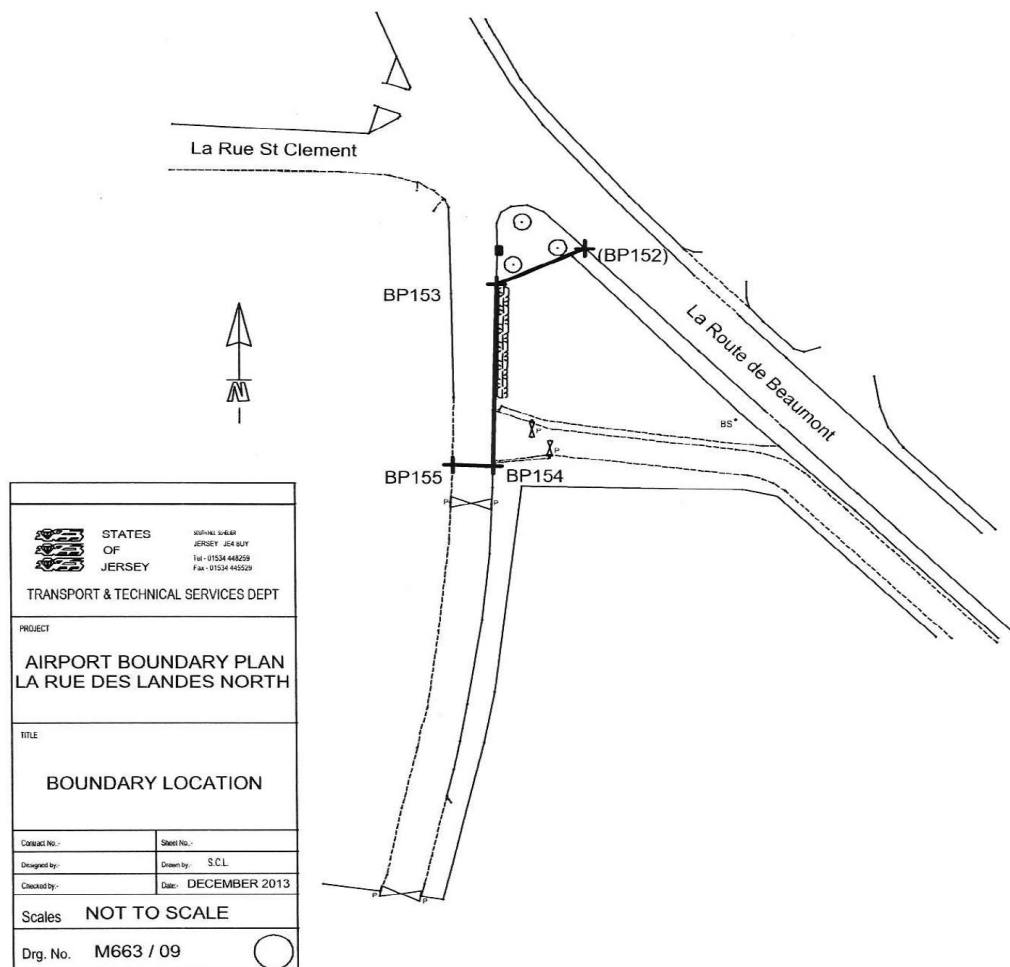 La Rue St Clement
(BP152)
BP153
La Route de Beaumont
N
BS
P
P
BP155
BP154
P
P
STATES
OF
JERSEY
JERSEY JE4 8UY
Tel - 01534 448259
Fax - 01534 445529
TRANSPORT & TECHNICAL SERVICES DEPT
PROJECT
AIRPORT BOUNDARY PLAN
LA RUE DES LANDES NORTH
TITLE
BOUNDARY LOCATION
Contract No.:-
Sheet No.:-
Designed by:-
Drawn by:- S.C.L.
Checked by:-
Date:- DECEMBER 2013
P
P
Scales NOT TO SCALE
Drg. No. M663 / 09